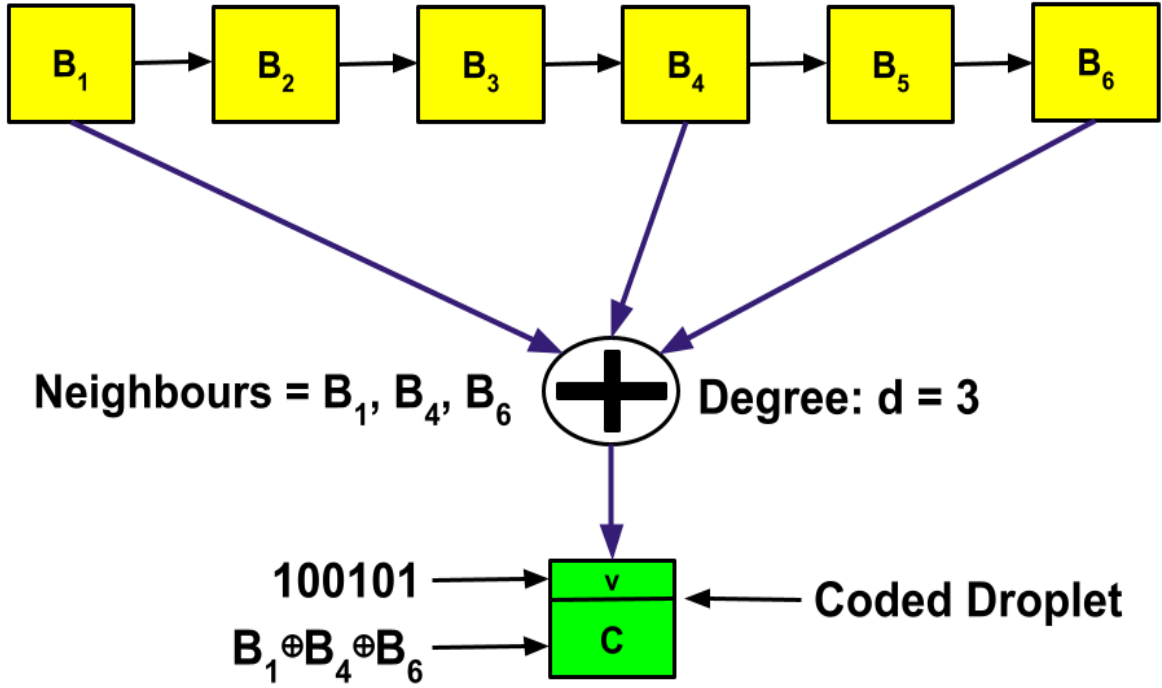 B₁ B₂ B₃ B₄ B₅ B₆
Neighbours = B₁, B₄, B₆
Degree: d = 3
100101
v
Coded Droplet
B₁⊕B₄⊕B₆
C